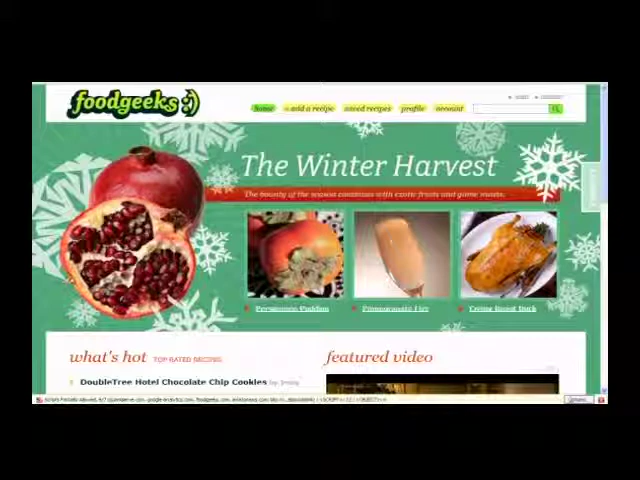 foodgeeks :)
home
+ add a recipe
saved recipes
profile
account
The Winter Harvest
The bounty of the season continues with exotic fruits and game meats.
Persimmon Pudding
Crispy Roast Duck
what's hot TOP RATED RECIPES
featured video
DoubleTree Hotel Chocolate Chip Cookies